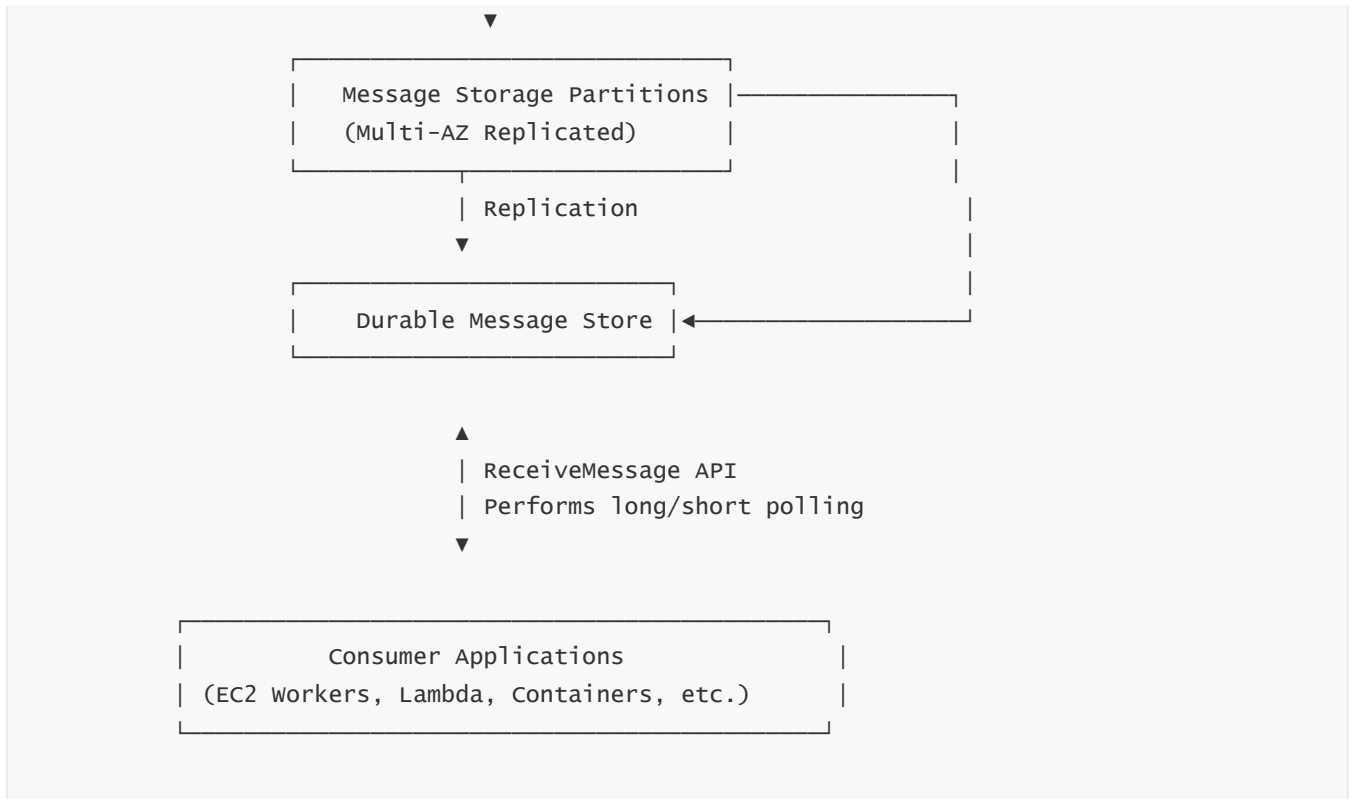 Message Storage Partitions
(Multi-AZ Replicated)
Replication
Durable Message Store
ReceiveMessage API
Performs long/short polling
Consumer Applications
(EC2 Workers, Lambda, Containers, etc.)